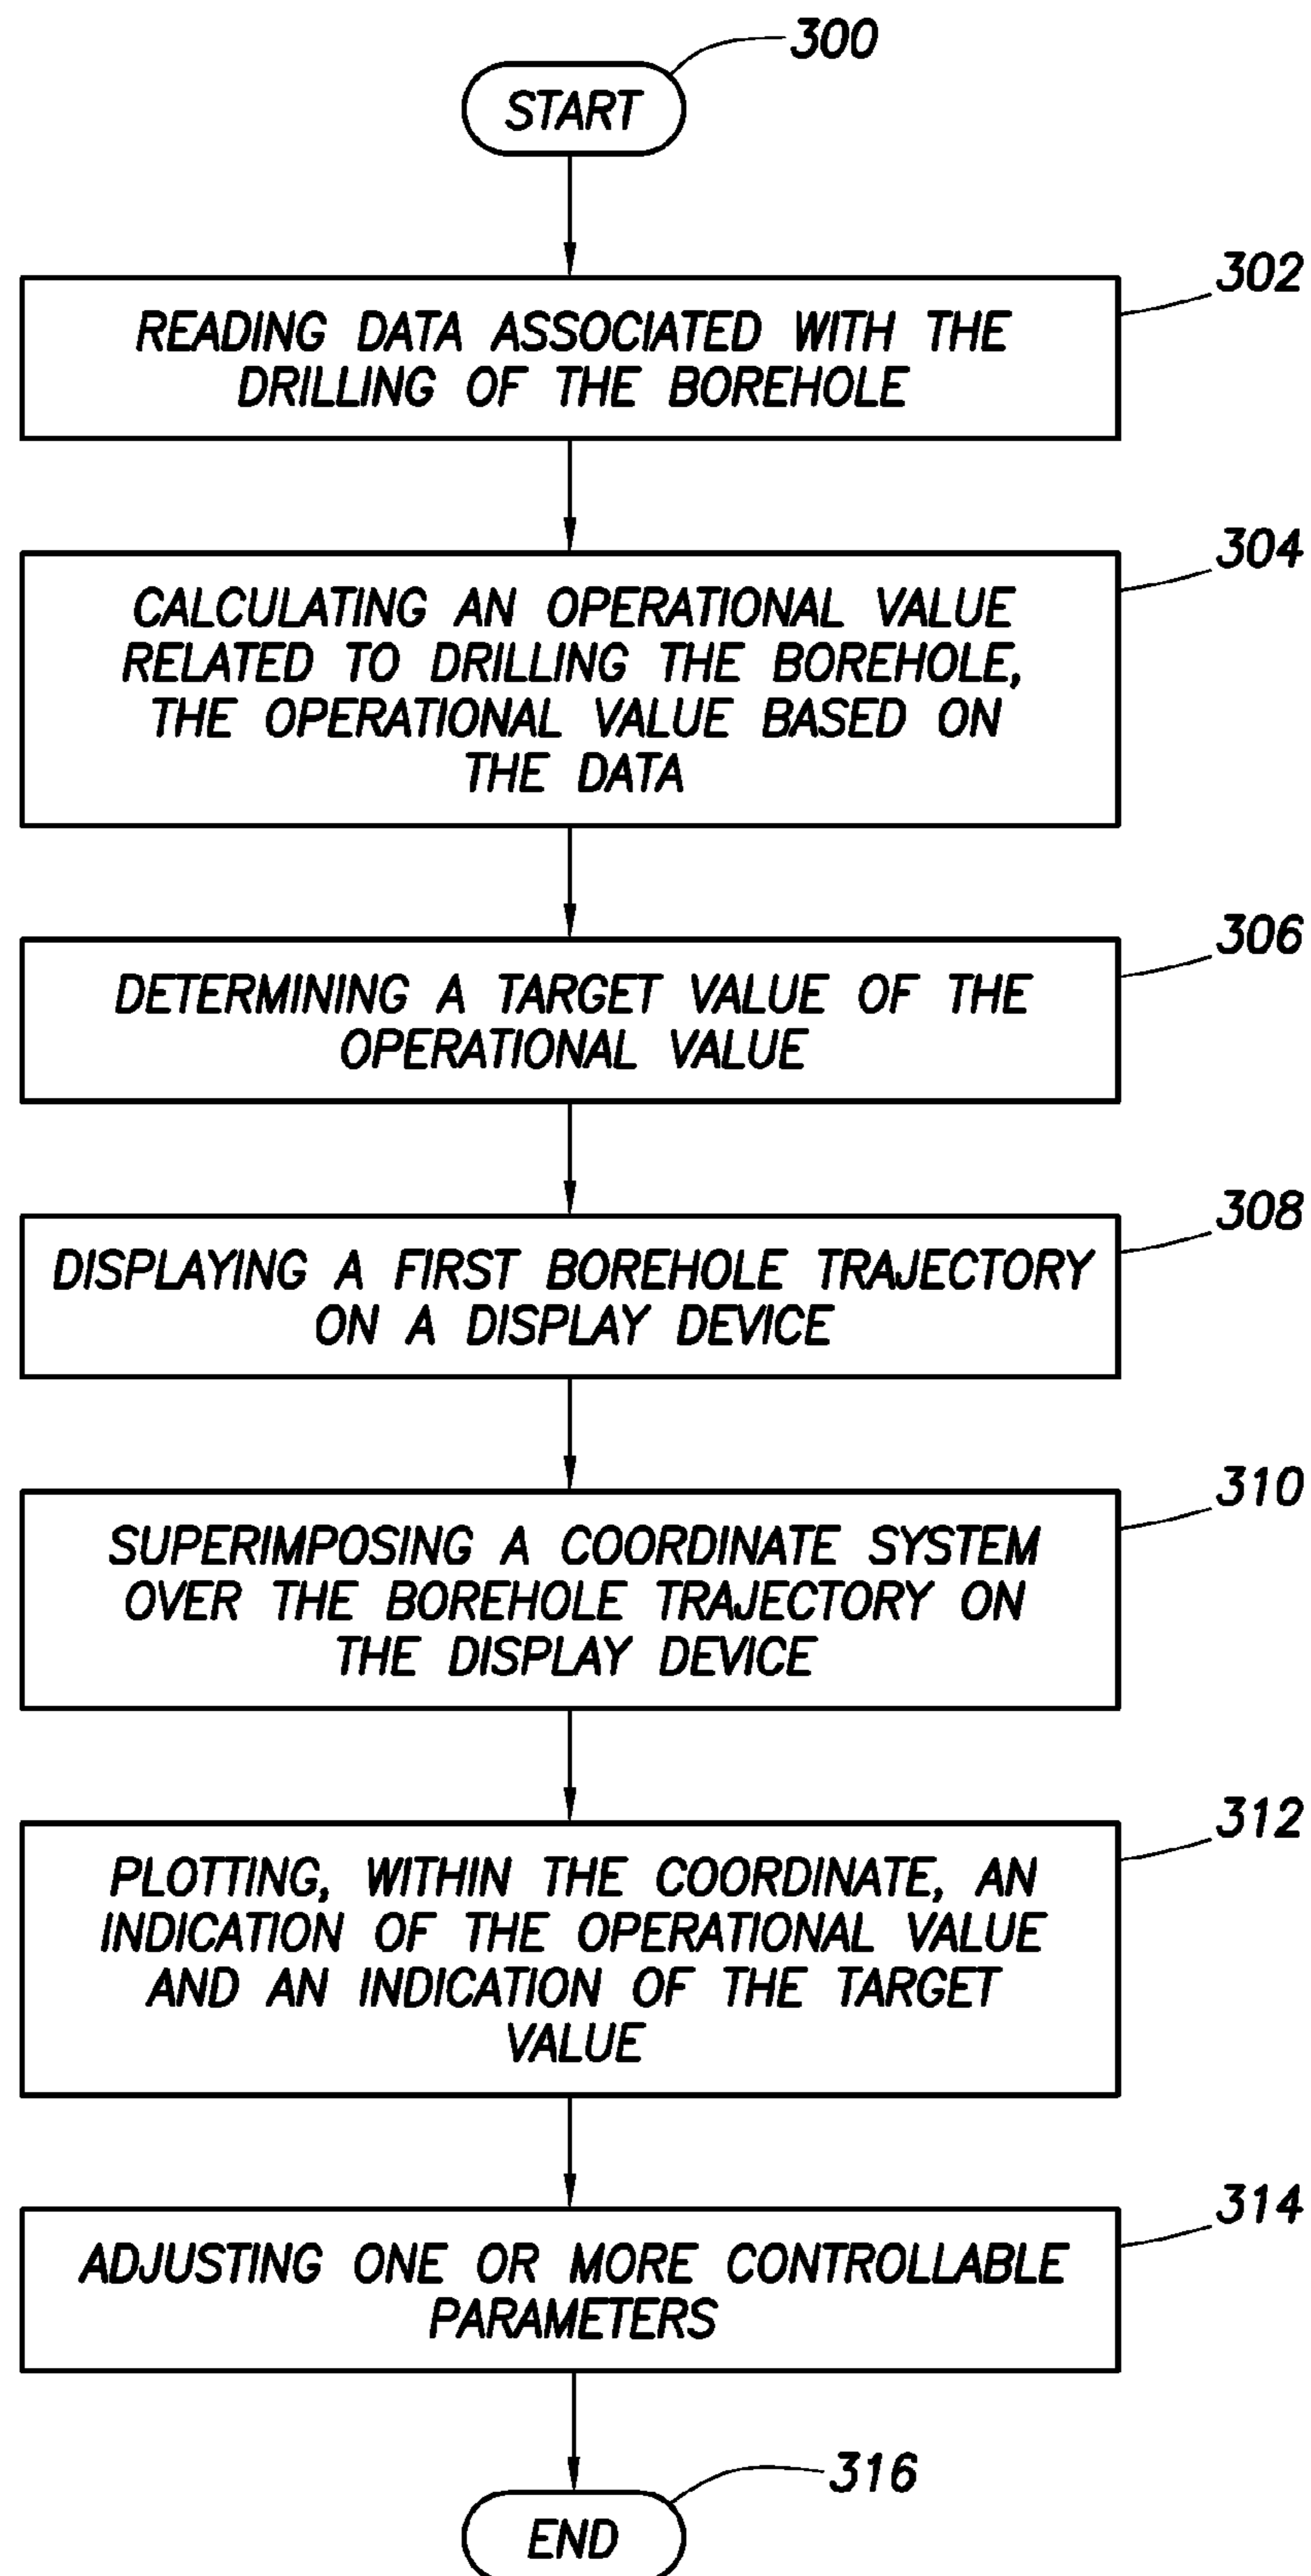 300
START
302
READING DATA ASSOCIATED WITH THE
DRILLING OF THE BOREHOLE
304
CALCULATING AN OPERATIONAL VALUE
RELATED TO DRILLING THE BOREHOLE,
THE OPERATIONAL VALUE BASED ON
THE DATA
306
DETERMINING A TARGET VALUE OF THE
OPERATIONAL VALUE
308
DISPLAYING A FIRST BOREHOLE TRAJECTORY
ON A DISPLAY DEVICE
310
SUPERIMPOSING A COORDINATE SYSTEM
OVER THE BOREHOLE TRAJECTORY ON
THE DISPLAY DEVICE
312
PLOTTING, WITHIN THE COORDINATE, AN
INDICATION OF THE OPERATIONAL VALUE
AND AN INDICATION OF THE TARGET
VALUE
314
ADJUSTING ONE OR MORE CONTROLLABLE
PARAMETERS
316
END